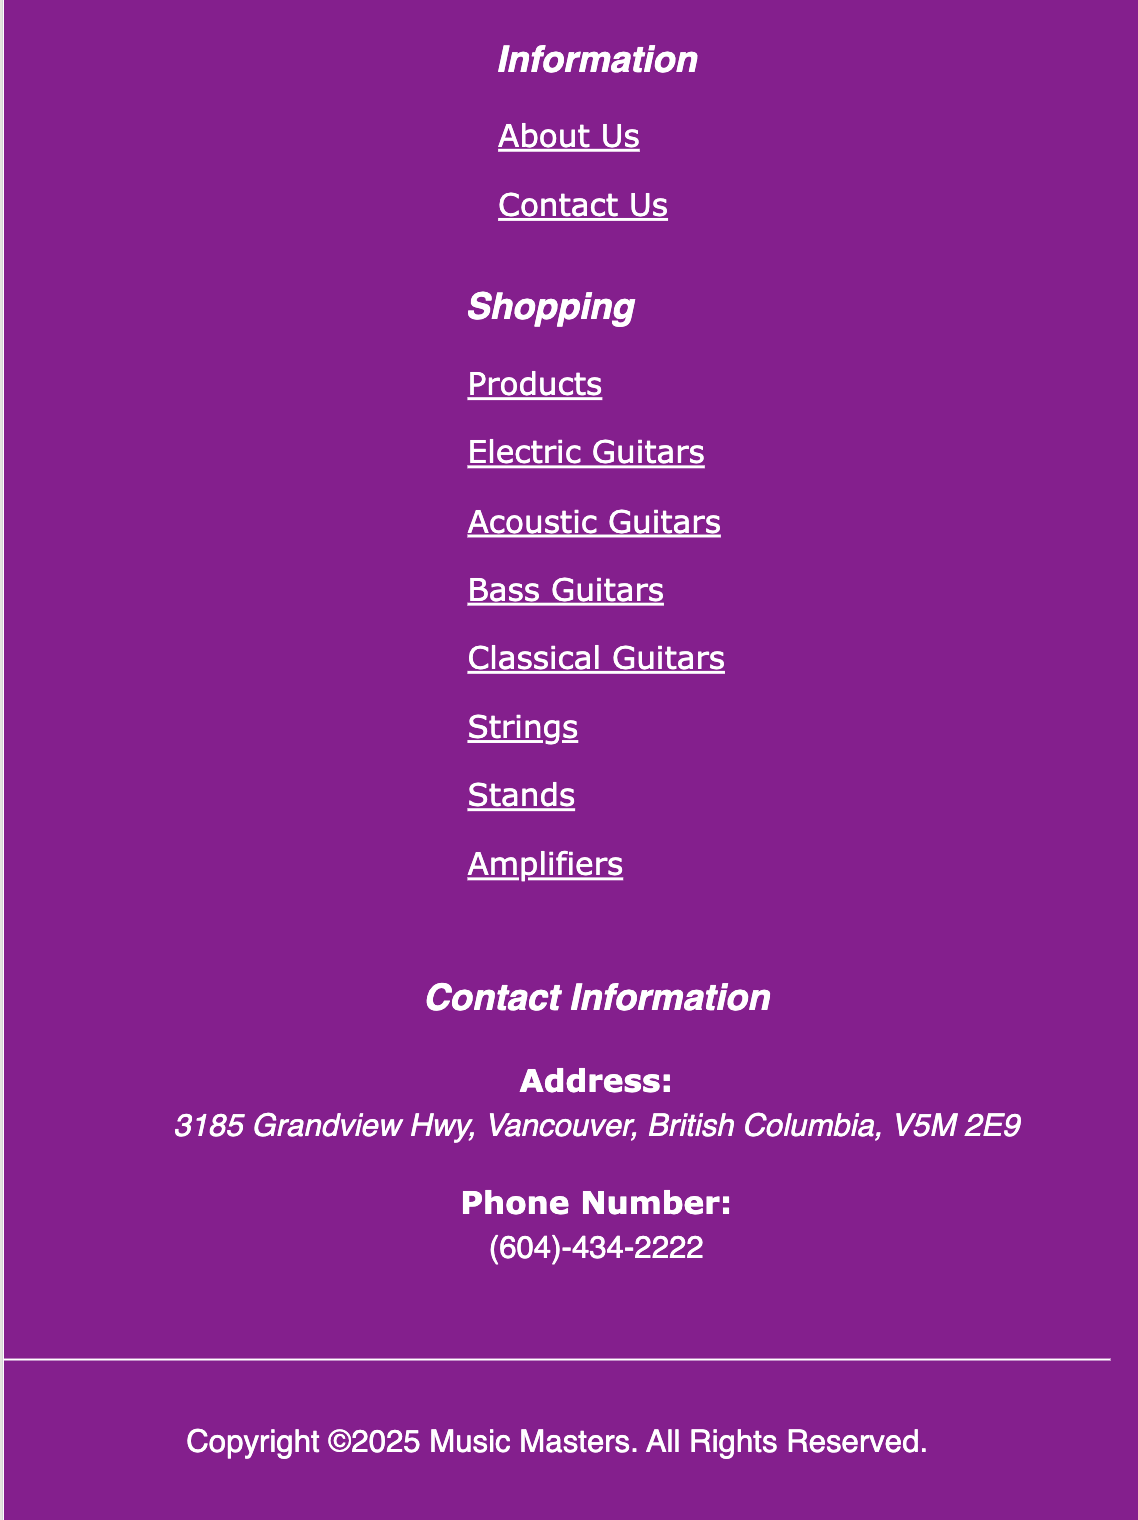 Information
About Us
Contact Us
Shopping
Products
Electric Guitars
Acoustic Guitars
Bass Guitars
Classical Guitars
Strings
Stands
Amplifiers
Contact Information
Address:
3185 Grandview Hwy, Vancouver, British Columbia, V5M 2E9
Phone Number:
(604)-434-2222
Copyright ©2025 Music Masters. All Rights Reserved.